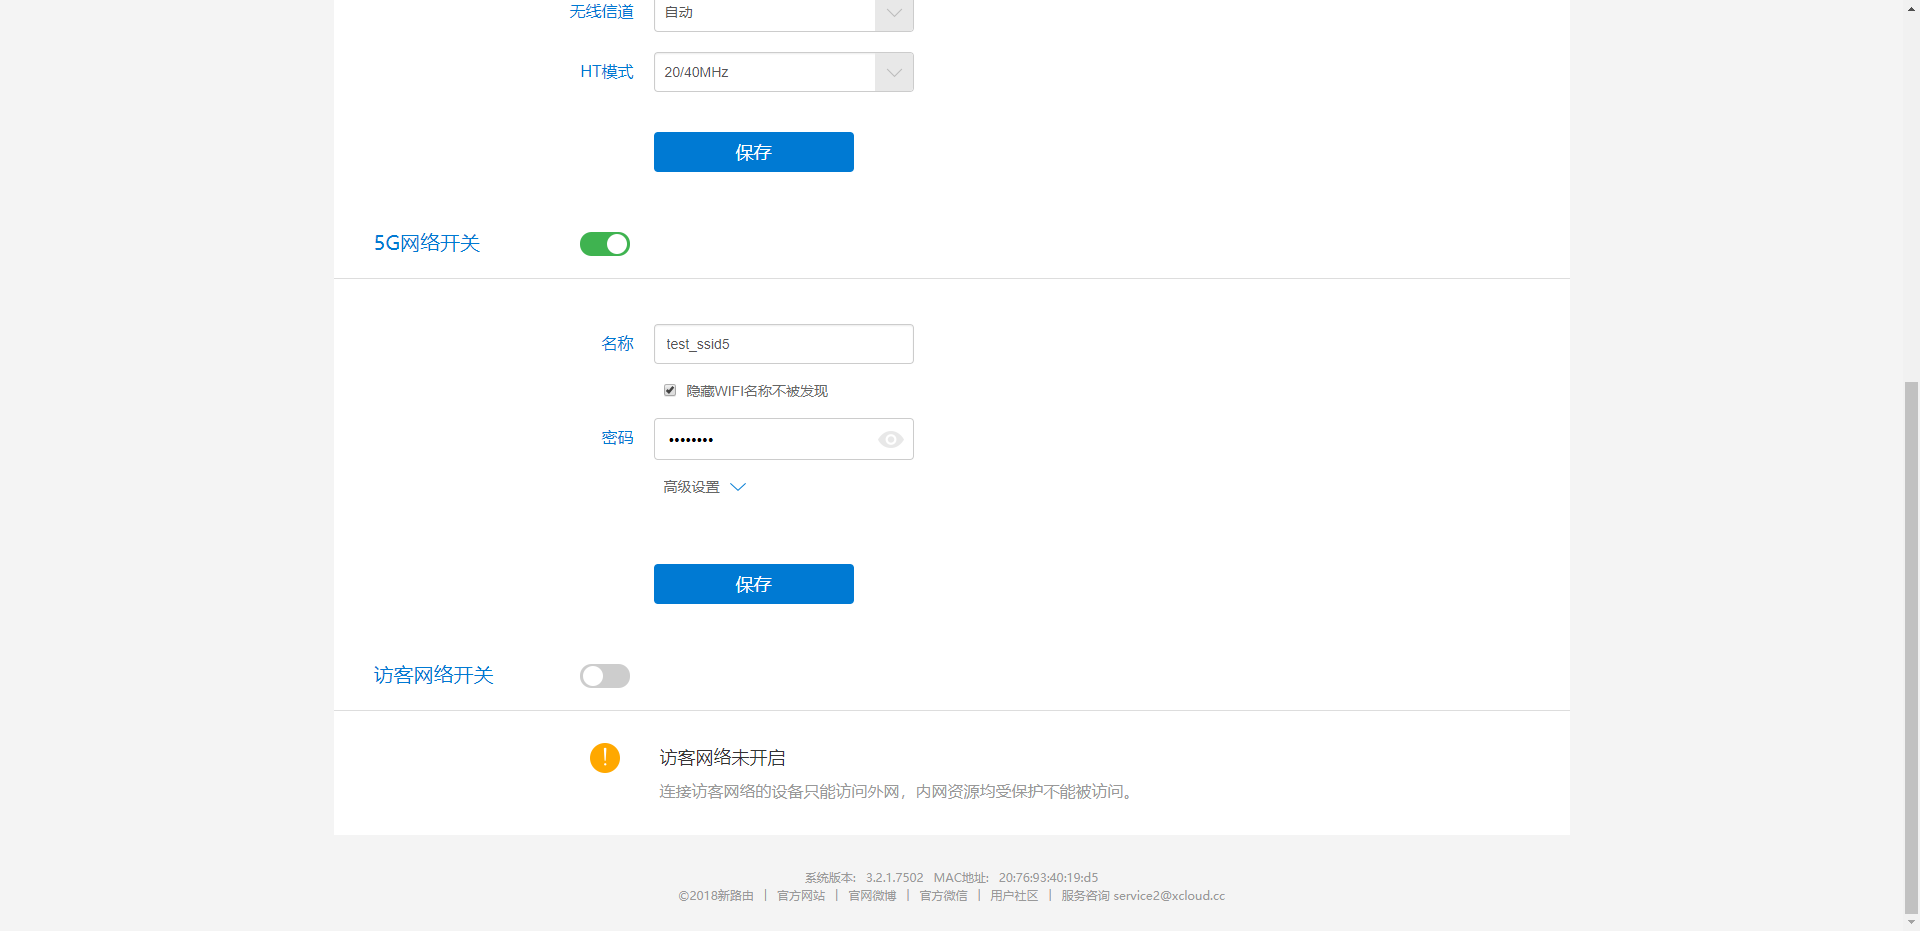 无线信道 自动
HT模式 20/40MHz
保存
5G网络开关
名称 test_ssid5
隐藏WIFI名称不被发现
密码 ••••••••
高级设置
保存
访客网络开关
访客网络未开启
连接访客网络的设备只能访问外网，内网资源均受保护不能被访问。
系统版本: 3.2.1.7502 MAC地址: 20:76:93:40:19:d5
©2018新路由 | 官方网站 | 官网微博 | 官方微信 | 用户社区 | 服务咨询 service2@xcloud.cc